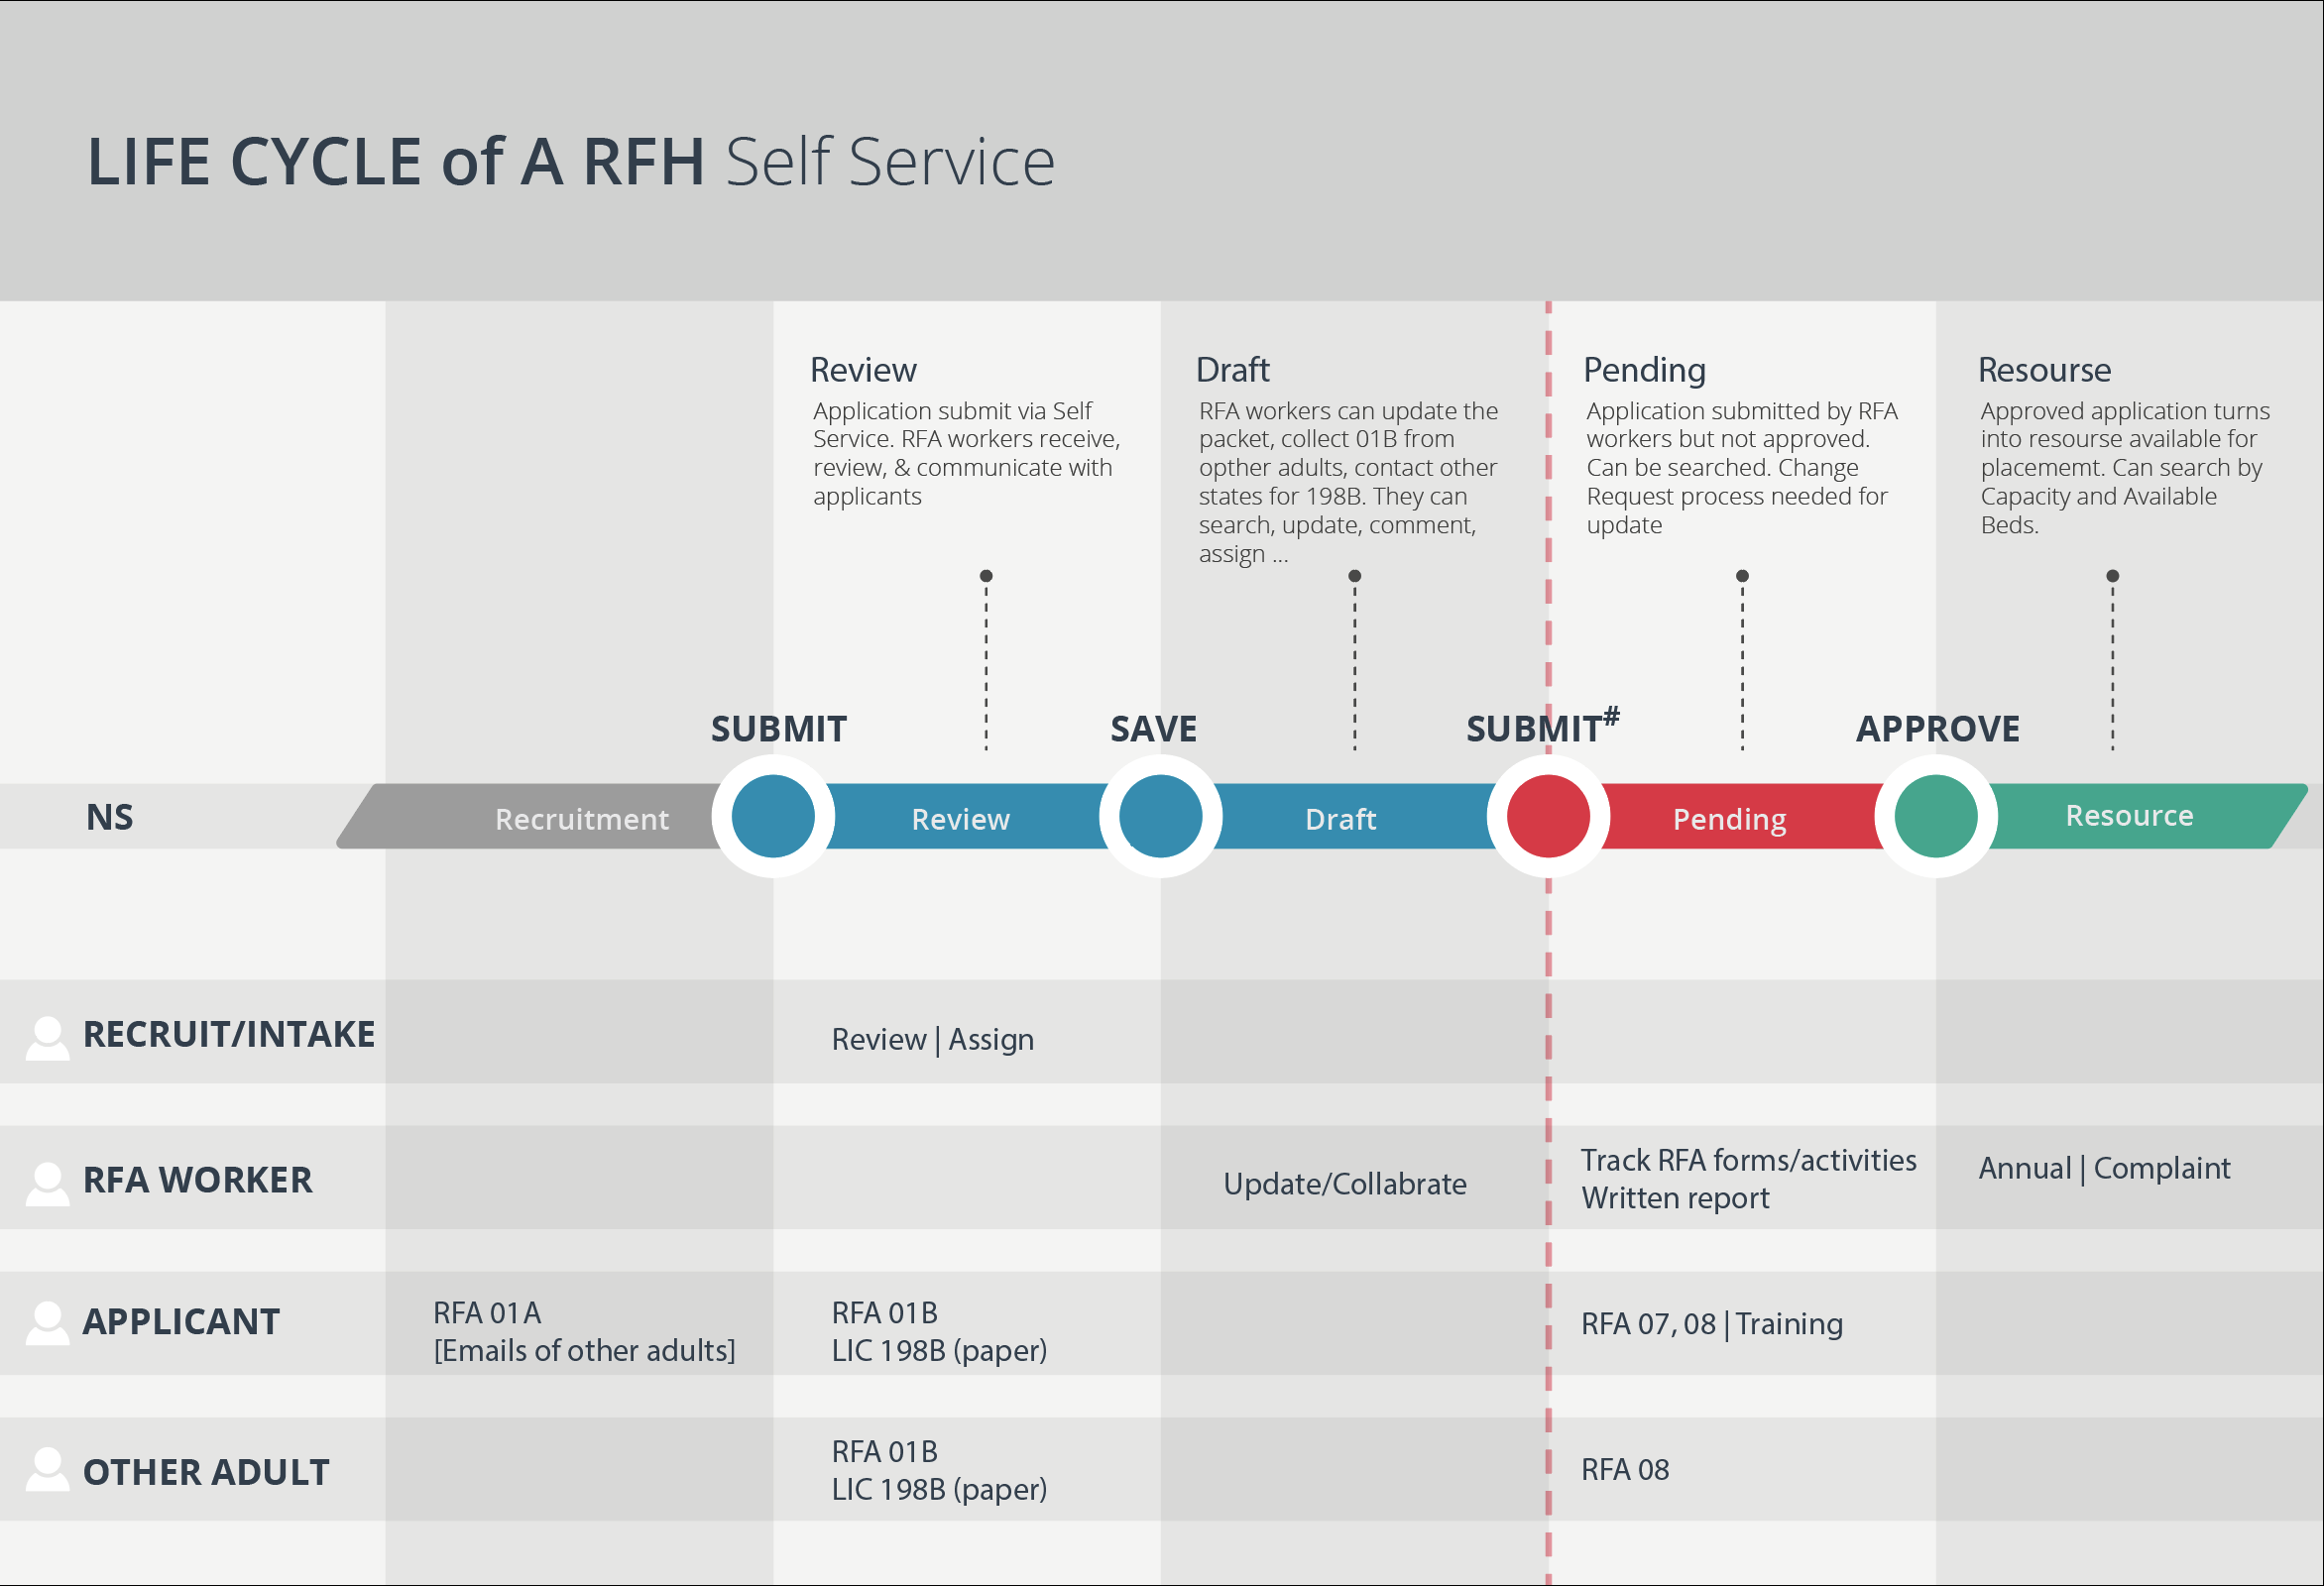 LIFE CYCLE of A RFH Self Service
Review
Application submit via Self
Service. RFA workers receive,
review, & communicate with
applicants
Draft
RFA workers can update the
packet, collect 01B from
opther adults, contact other
states for 198B. They can
search, update, comment,
assign ...
Pending
Application submitted by RFA
workers but not approved.
Can be searched. Change
Request process needed for
update
Resourse
Approved application turns
into resourse available for
placememt. Can search by
Capacity and Available
Beds.
SUBMIT
SAVE
SUBMIT#
APPROVE
NS
Recruitment
Review
Draft
Pending
Resource
RECRUIT/INTAKE
Review | Assign
RFA WORKER
Update/Collabrate
Track RFA forms/activities
Written report
Annual | Complaint
APPLICANT
RFA 01A
[Emails of other adults]
RFA 01B
LIC 198B (paper)
RFA 07, 08 | Training
OTHER ADULT
RFA 01B
LIC 198B (paper)
RFA 08